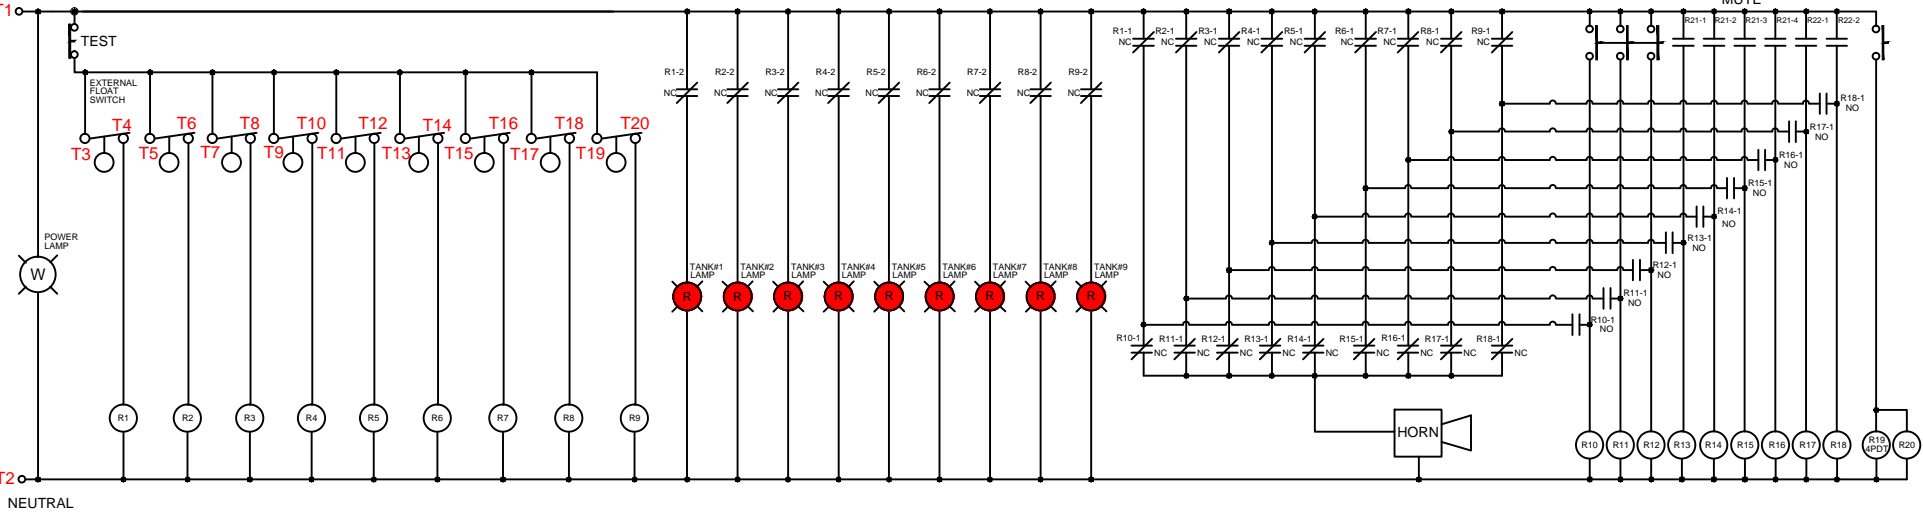 T1
MUTE
TEST
R1-1 R2-1 R3-1 R4-1 R5-1 R6-1 R7-1 R8-1 R9-1
NC NC NC NC NC NC NC NC NC
R21-1 R21-2 R21-3 R21-4 R22-1 R22-2
R1-2 R2-2 R3-2 R4-2 R5-2 R6-2 R7-2 R8-2 R9-2
NC NC NC NC NC NC NC NC NC
EXTERNAL
FLOAT
SWITCH
T4 T6 T8 T10 T12 T14 T16 T18 T20
T3 T5 T7 T9 T11 T13 T15 T17 T19
R18-1
NO
R17-1
NO
R16-1
NO
R15-1
NO
R14-1
NO
R13-1
NO
R12-1
NO
R11-1
NO
R10-1
NO
POWER
LAMP
W
TANK#1 TANK#2 TANK#3 TANK#4 TANK#5 TANK#6 TANK#7 TANK#8 TANK#9
LAMP LAMP LAMP LAMP LAMP LAMP LAMP LAMP LAMP
R R R R R R R R R
R10-1 R11-1 R12-1 R13-1 R14-1 R15-1 R16-1 R17-1 R18-1
NC NC NC NC NC NC NC NC NC
R1 R2 R3 R4 R5 R6 R7 R8 R9
HORN
R10 R11 R12 R13 R14 R15 R16 R17 R18 R19 R20
4PDT
T2
NEUTRAL